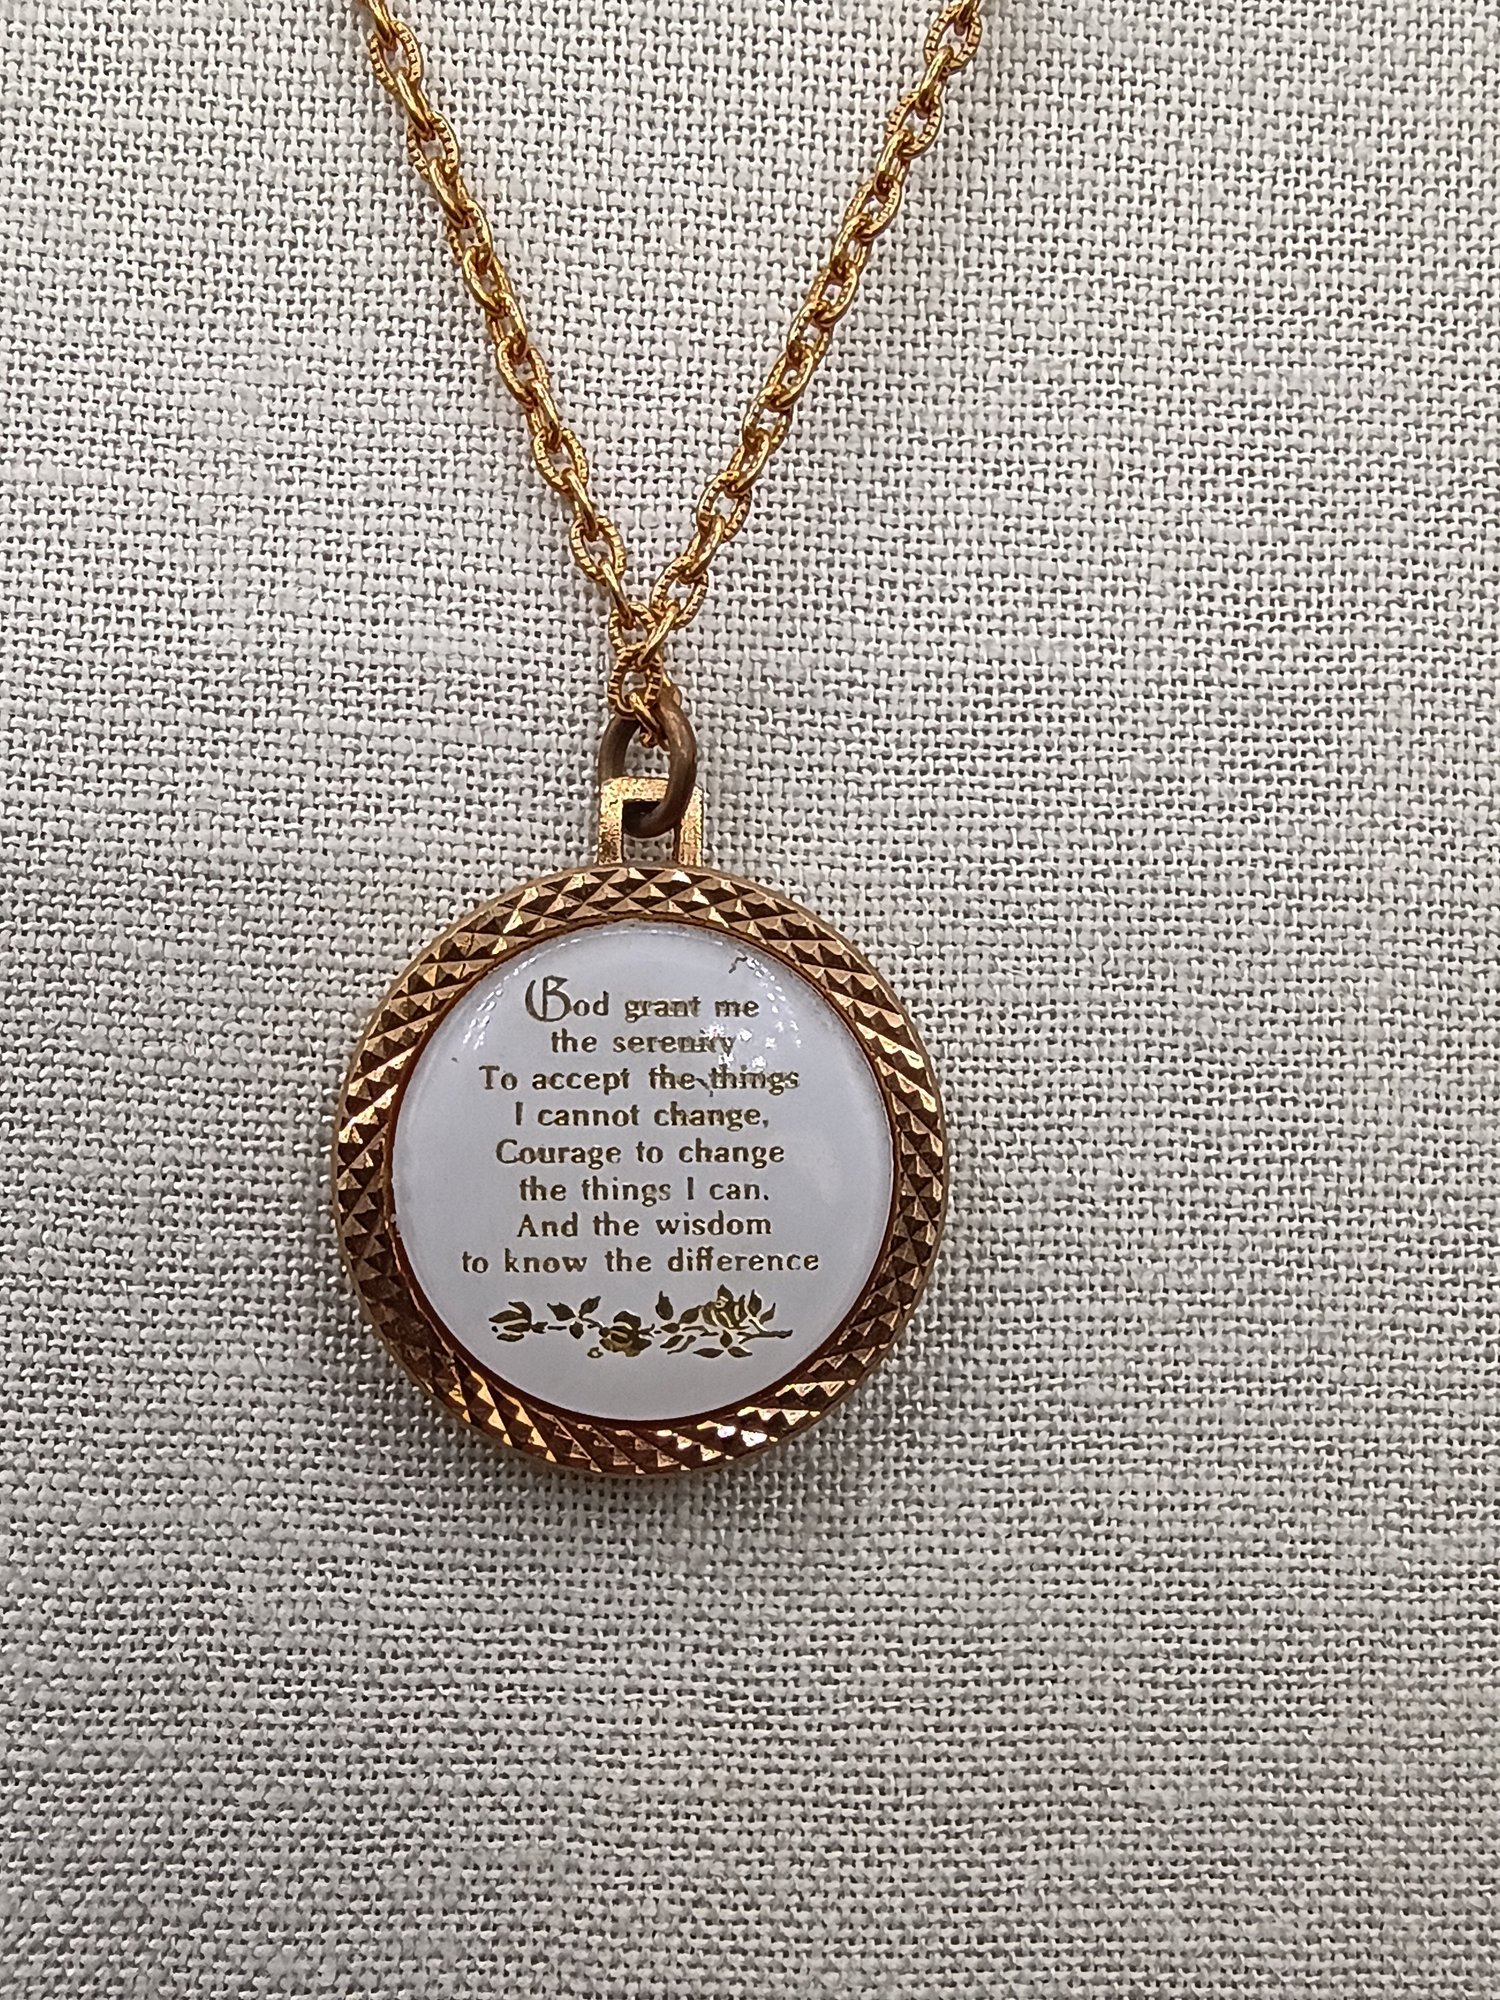 God grant me
the serenity
To accept the things
I cannot change,
Courage to change
the things I can.
And the wisdom
to know the difference